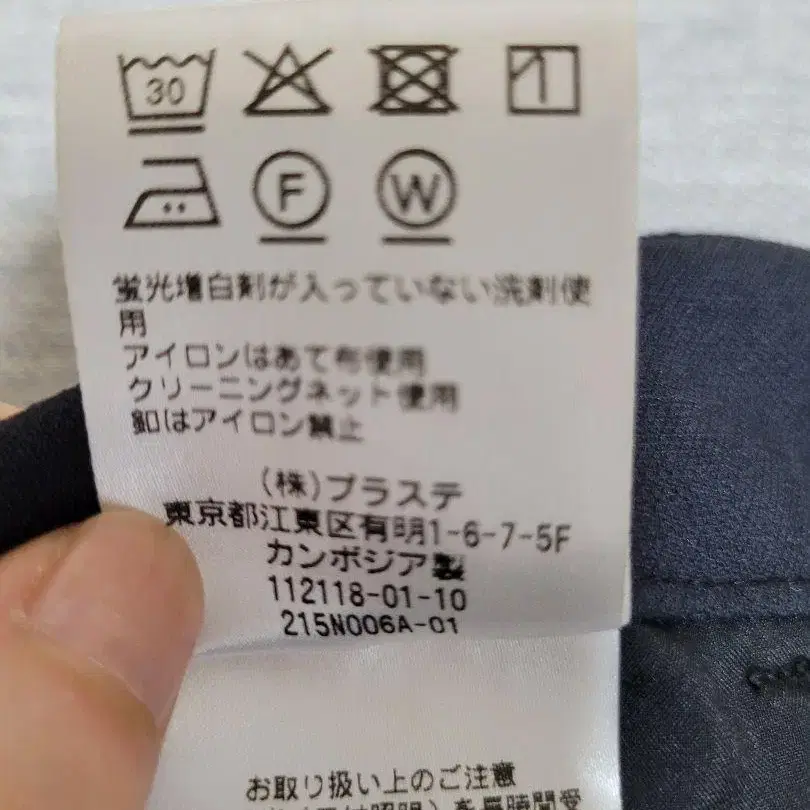 30
F W
蛍光増白剤が入っていない洗剤使
用
アイロンはあて布使用
クリーニングネット使用
釦はアイロン禁止
(株)プラステ
東京都江東区有明1-6-7-5F
カンボジア製
112118-01-10
215N006A-01
お取り扱い上のご注意
長時間受